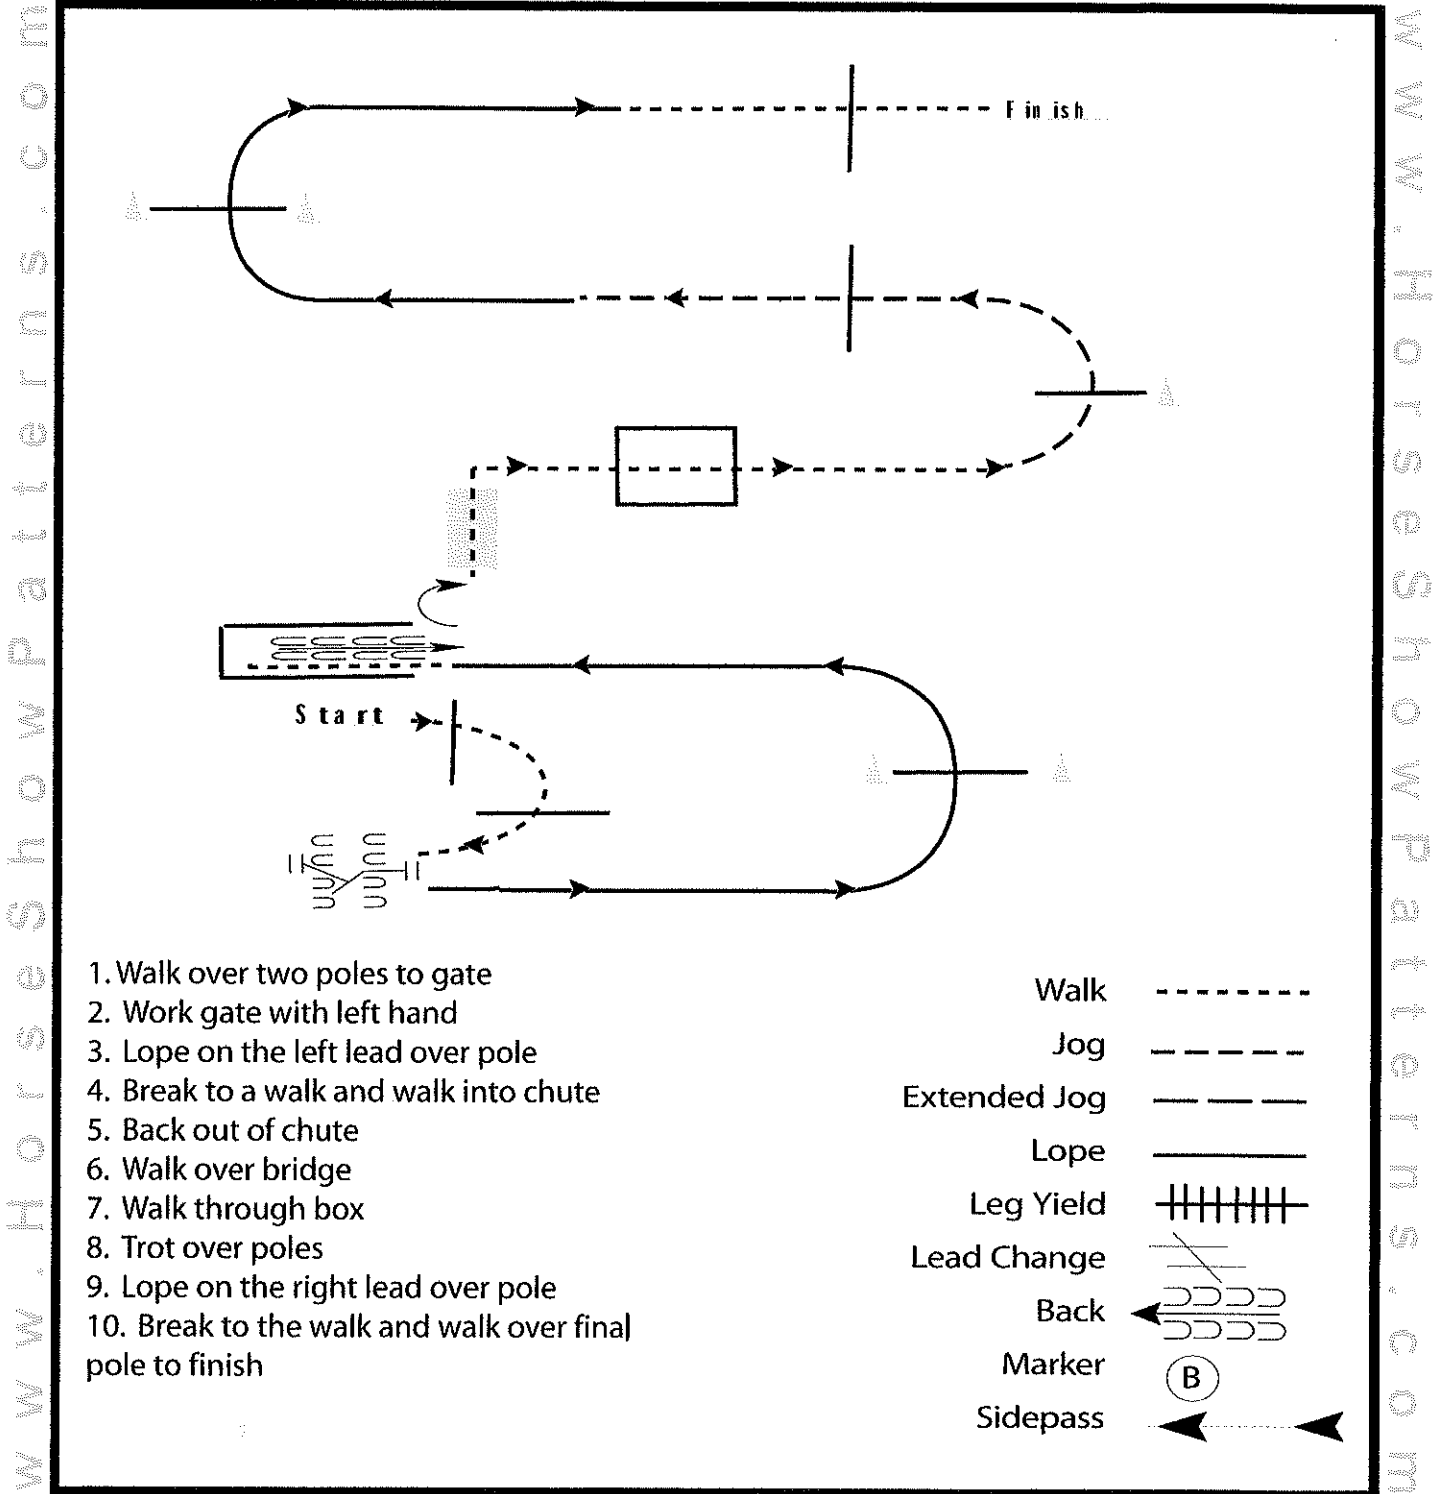 www.HorseShowPatterns.com
Finish
Start
1. Walk over two poles to gate
2. Work gate with left hand
3. Lope on the left lead over pole
4. Break to a walk and walk into chute
5. Back out of chute
6. Walk over bridge
7. Walk through box
8. Trot over poles
9. Lope on the right lead over pole
10. Break to the walk and walk over final
pole to finish
Walk
Jog
Extended Jog
Lope
Leg Yield
Lead Change
Back
Marker B
Sidepass
www.HorseShowPatterns.com